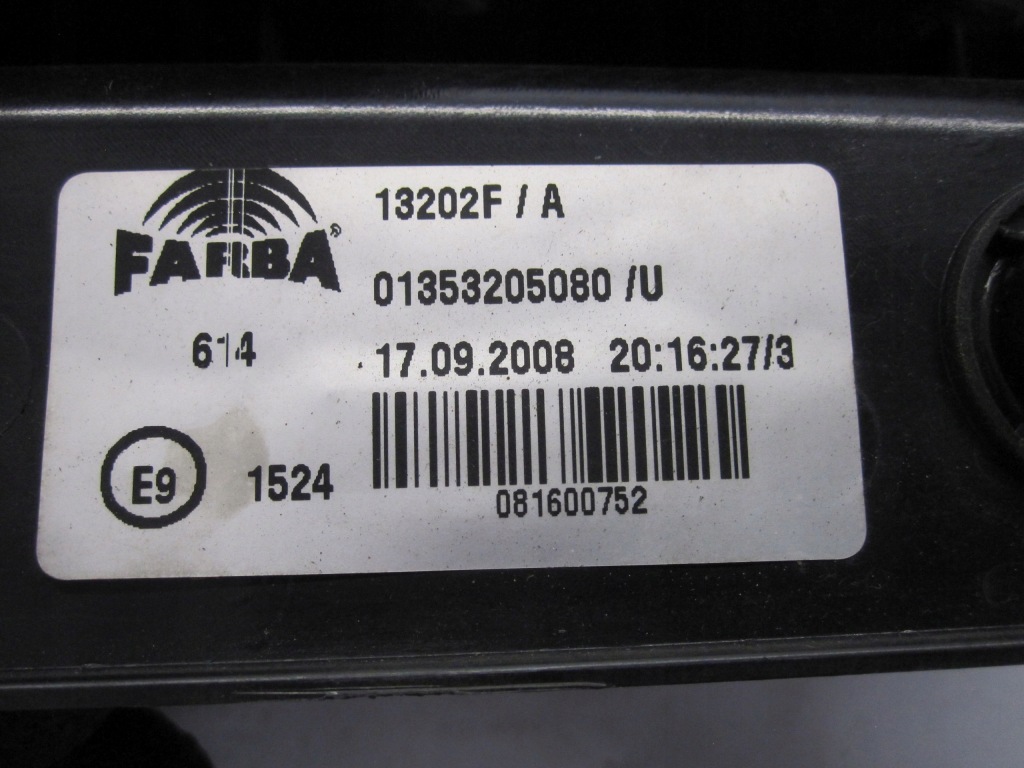 FARBA®
13202F / A
01353205080 /U
614
17.09.2008 20:16:27/3
E9
1524
081600752